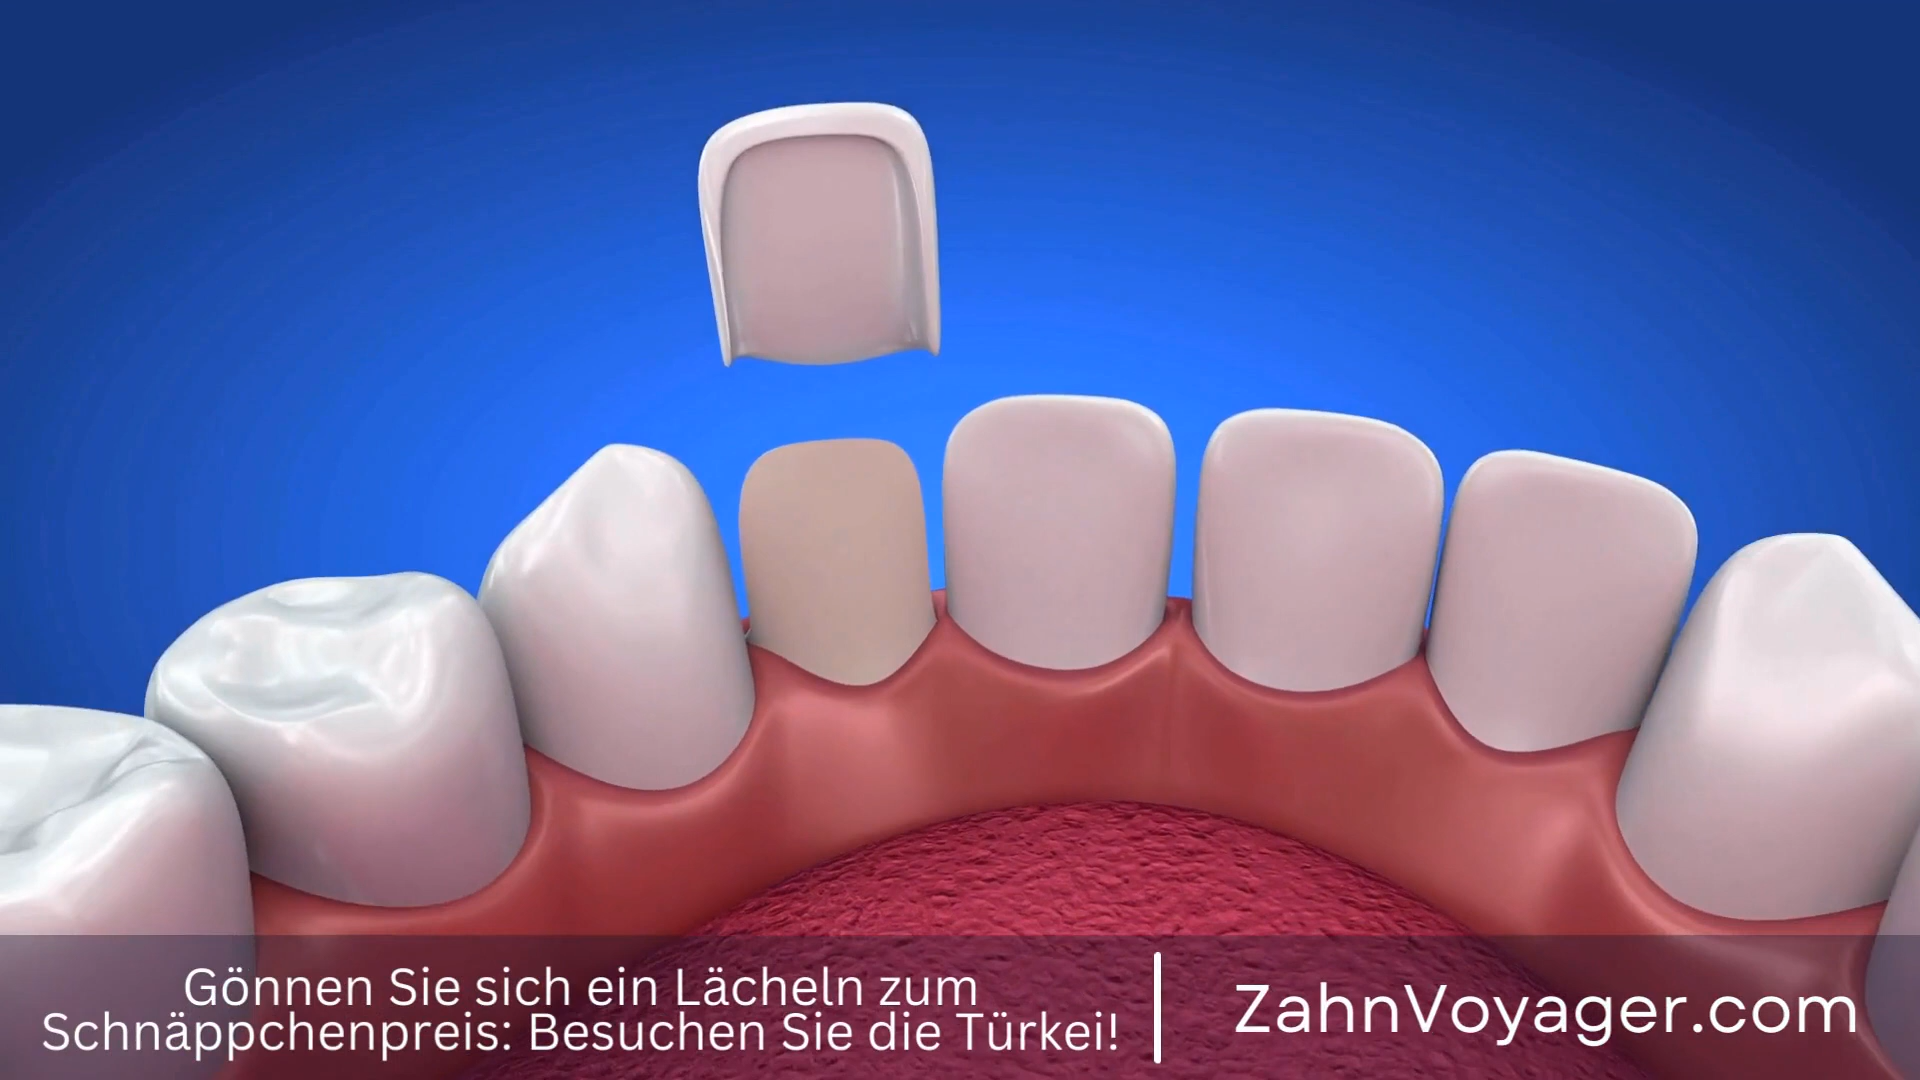 Gönnen Sie sich ein Lächeln zum
Schnäppchenpreis: Besuchen Sie die Türkei!
ZahnVoyager.com